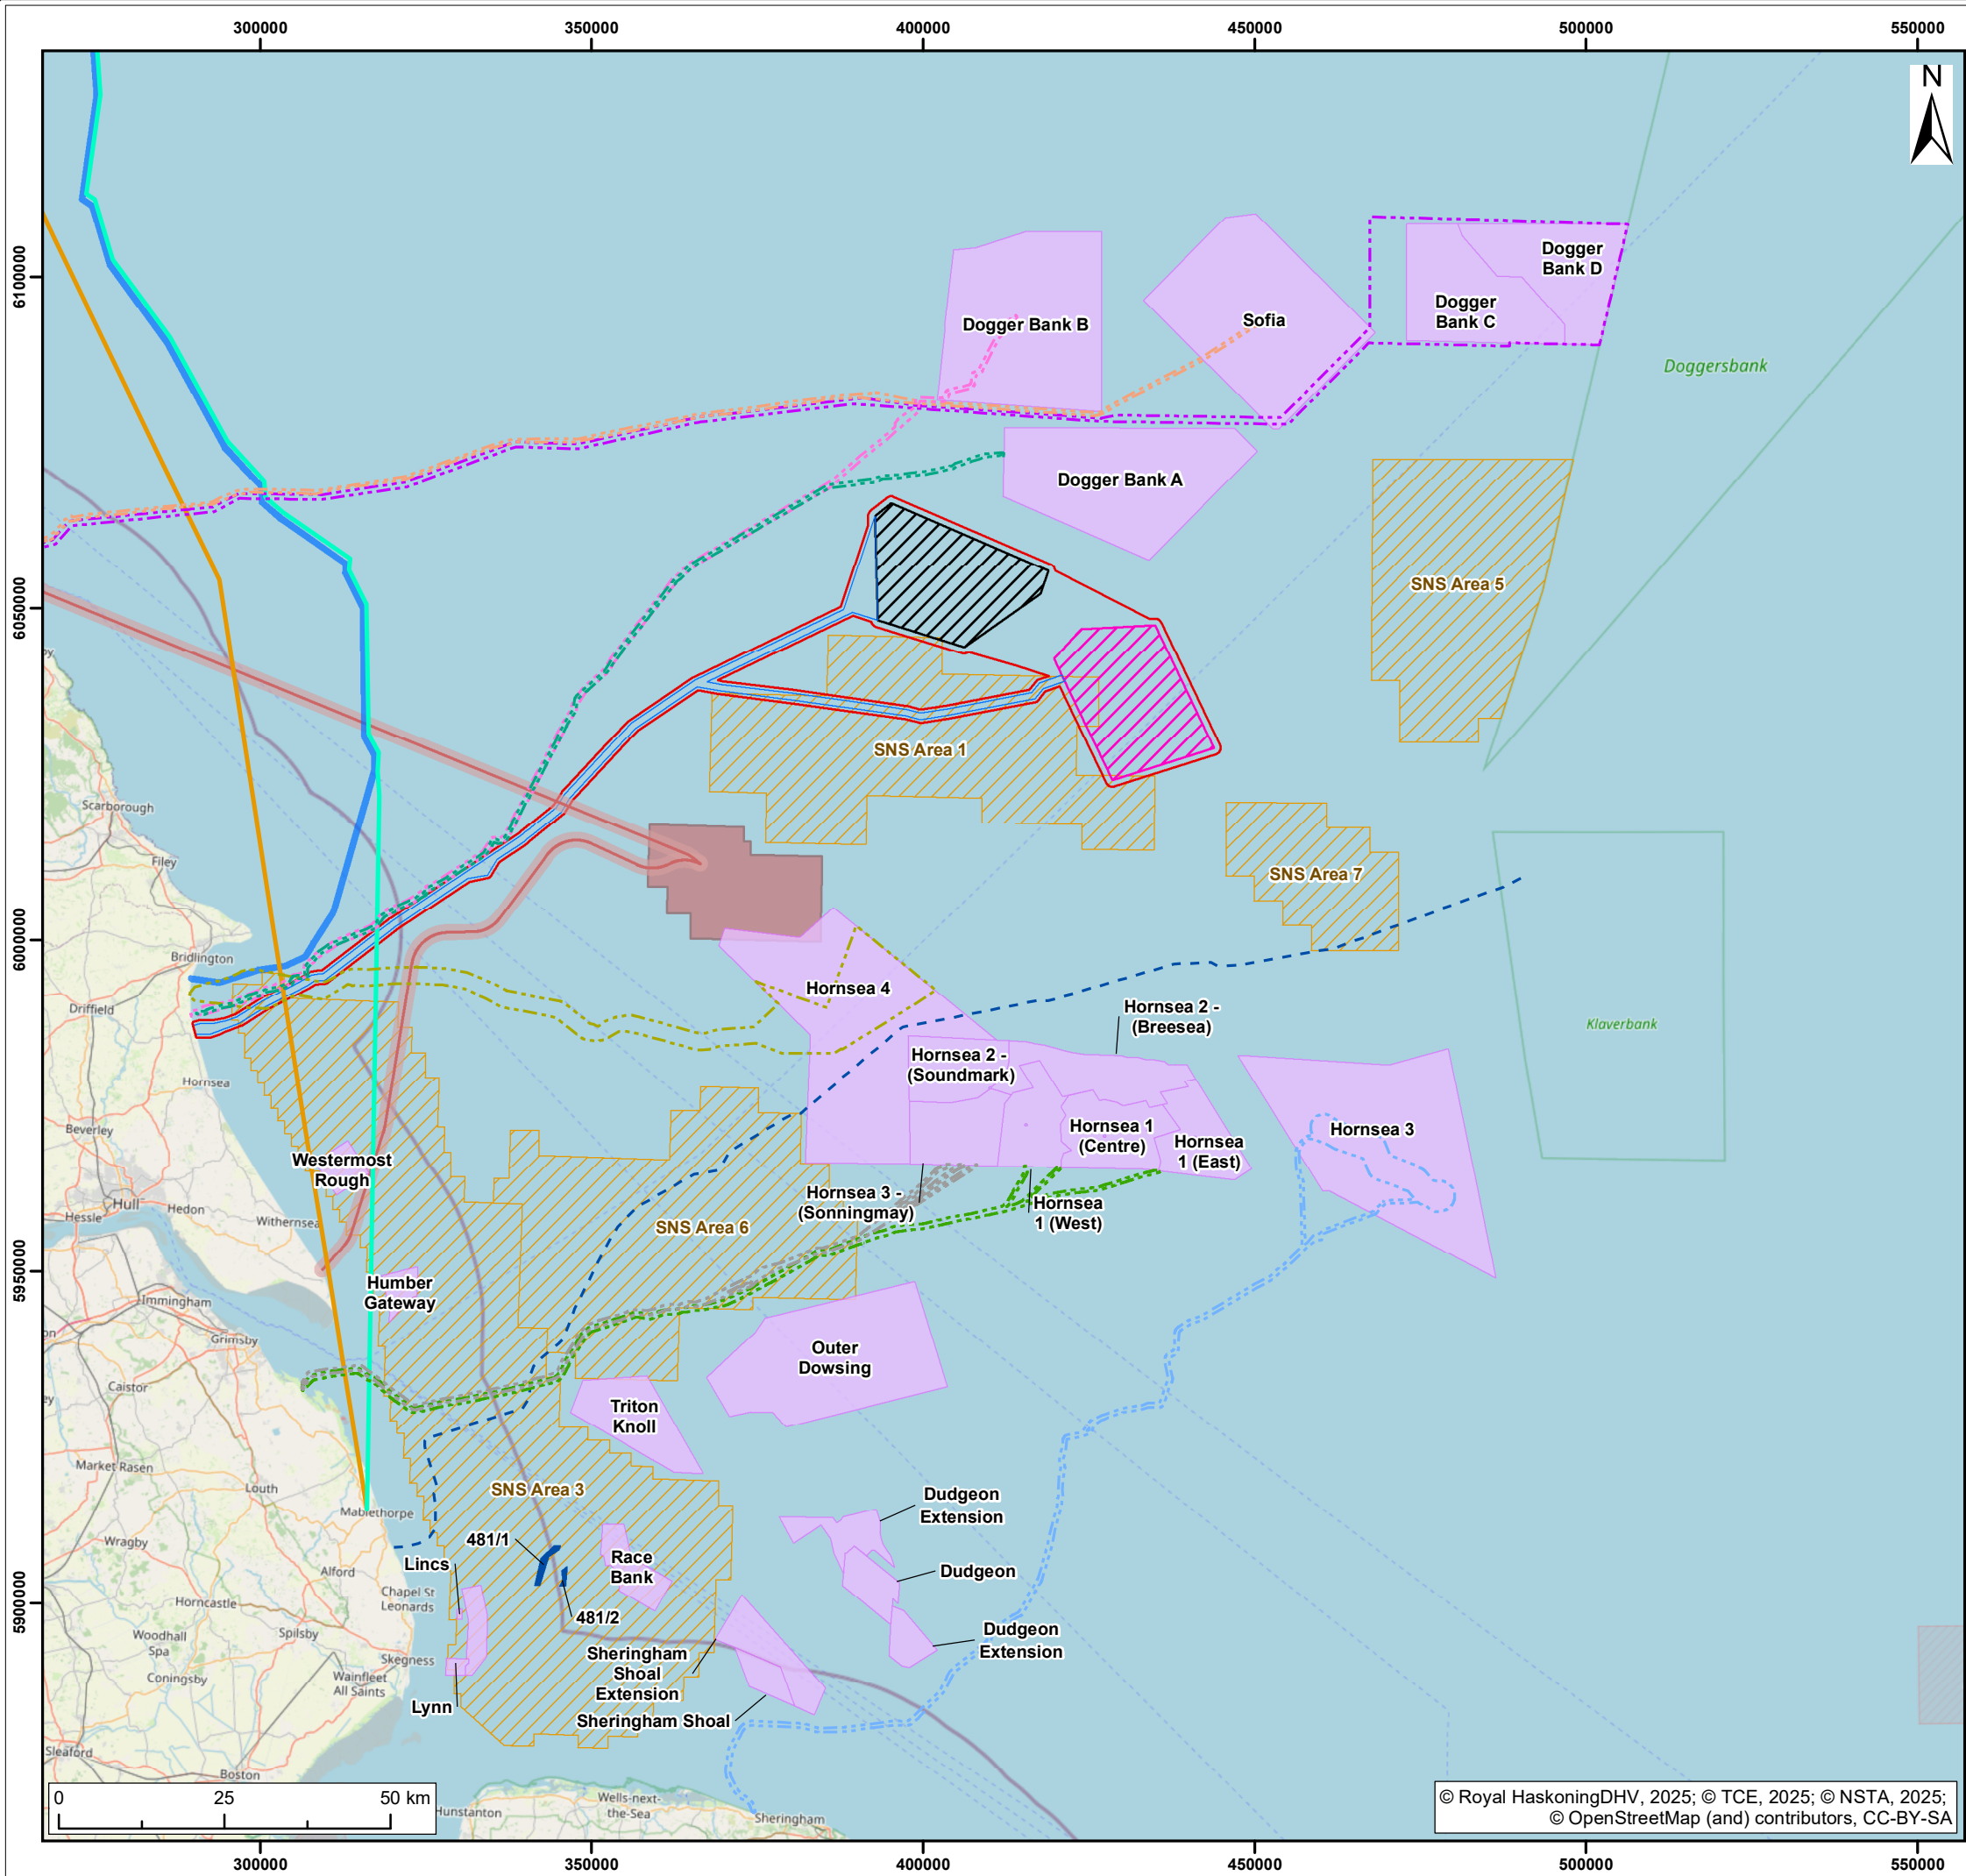 300000
350000
400000
450000
500000
550000
N
6100000
6050000
6000000
5950000
5900000
Dogger
Bank D
Dogger
Bank C
Dogger Bank B
Sofia
Doggersbank
Dogger Bank A
SNS Area 5
SNS Area 1
Scarborough
Filey
SNS Area 7
Bridlington
Hornsea 4
Driffield
Hornsea 2 -
(Breesea)
Klaverbank
Hornsea 2 -
(Soundmark)
Hornsea
Beverley
Hornsea 1
(Centre)
Hornsea
1 (East)
Hornsea 3
Westermost
Rough
Hull
Hedon
Hessle
Withernsea
Hornsea 3 -
(Sonningmay)
Hornsea
1 (West)
SNS Area 6
Humber
Gateway
Immingham
Grimsby
Outer
Dowsing
Caistor
Triton
Knoll
Market Rasen
Louth
SNS Area 3
Mablethorpe
Dudgeon
Extension
Wragby
481/1
Alford
Lincs
Race
Bank
Dudgeon
Chapel St
Leonards
Horncastle
481/2
Woodhall
Spa
Spilsby
Dudgeon
Extension
Skegness
Coningsby
Wainfleet
All Saints
Sheringham
Shoal
Extension
Lynn
Sheringham Shoal
Sleaford
Boston
0
25
50 km
Hunstanton
Wells-next-
the-Sea
Sheringham
© Royal HaskoningDHV, 2025; © TCE, 2025; © NSTA, 2025;
© OpenStreetMap (and) contributors, CC-BY-SA
300000
350000
400000
450000
500000
550000